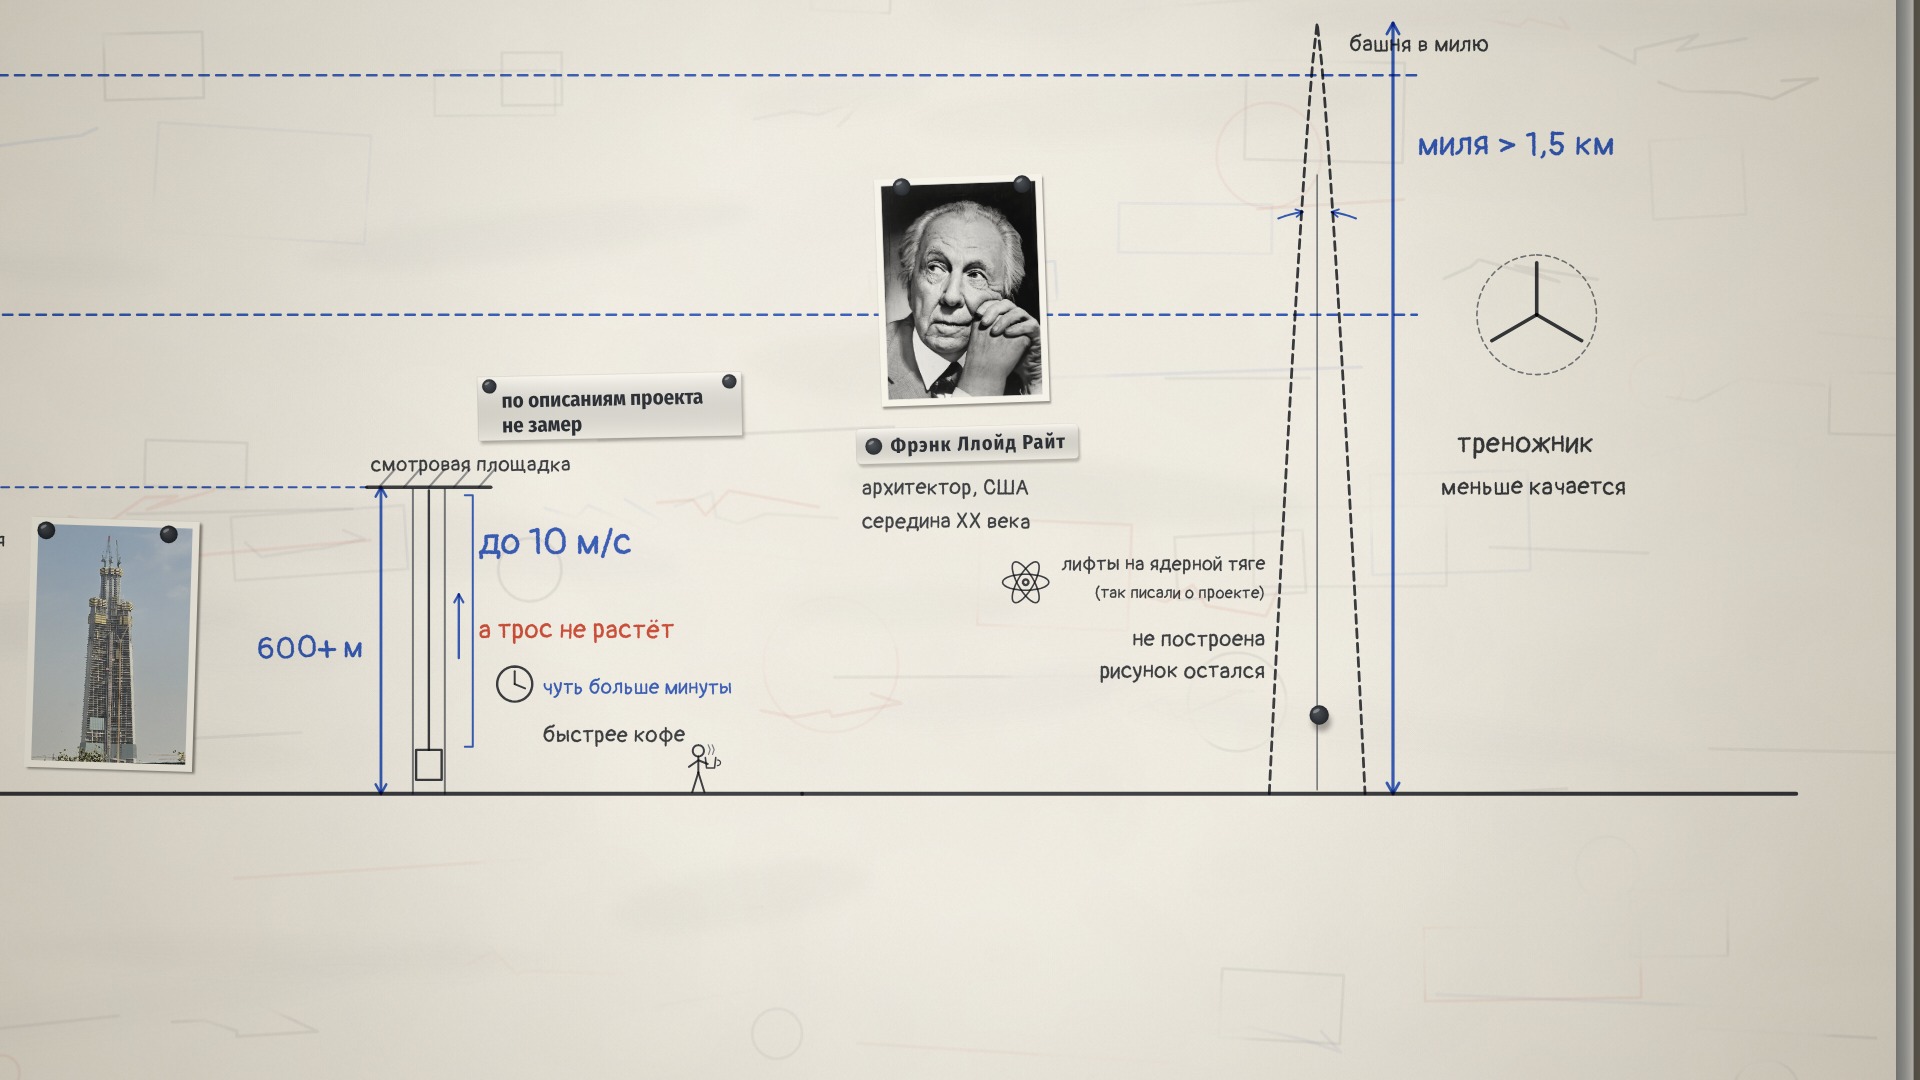 башня в милю
миля > 1,5 км
по описаниям проекта
не замер
Фрэнк Ллойд Райт
треножник
смотровая площадка
меньше качается
архитектор, США
середина XX века
я
до 10 м/с
лифты на ядерной тяге
(так писали о проекте)
а трос не растёт
600+ м
не построена
рисунок остался
чуть больше минуты
быстрее кофе